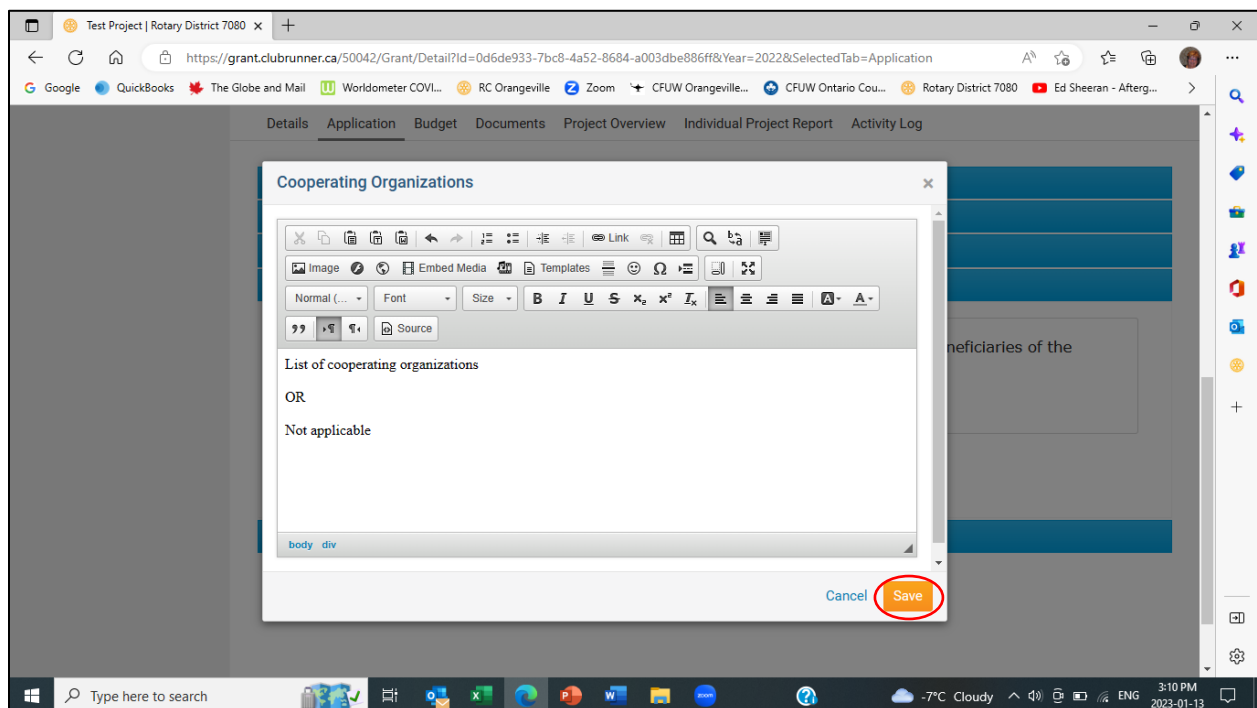 Test Project | Rotary District 7080
https://grant.clubrunner.ca/50042/Grant/Detail?Id=0d6de933-7bc8-4a52-8684-a003dbe886ff&Year=2022&SelectedTab=Application
Google QuickBooks The Globe and Mail Worldometer COVI... RC Orangeville Zoom CFUW Orangeville... CFUW Ontario Cou... Rotary District 7080 Ed Sheeran - Afterg...
Details Application Budget Documents Project Overview Individual Project Report Activity Log
Cooperating Organizations
Link
Image Embed Media Templates
Normal (... Font Size B I U S x₂ x² Tx A A
Source
neficiaries of the
List of cooperating organizations
OR
Not applicable
body div
Cancel Save
Type here to search
-7°C Cloudy ENG 3:10 PM
2023-01-13